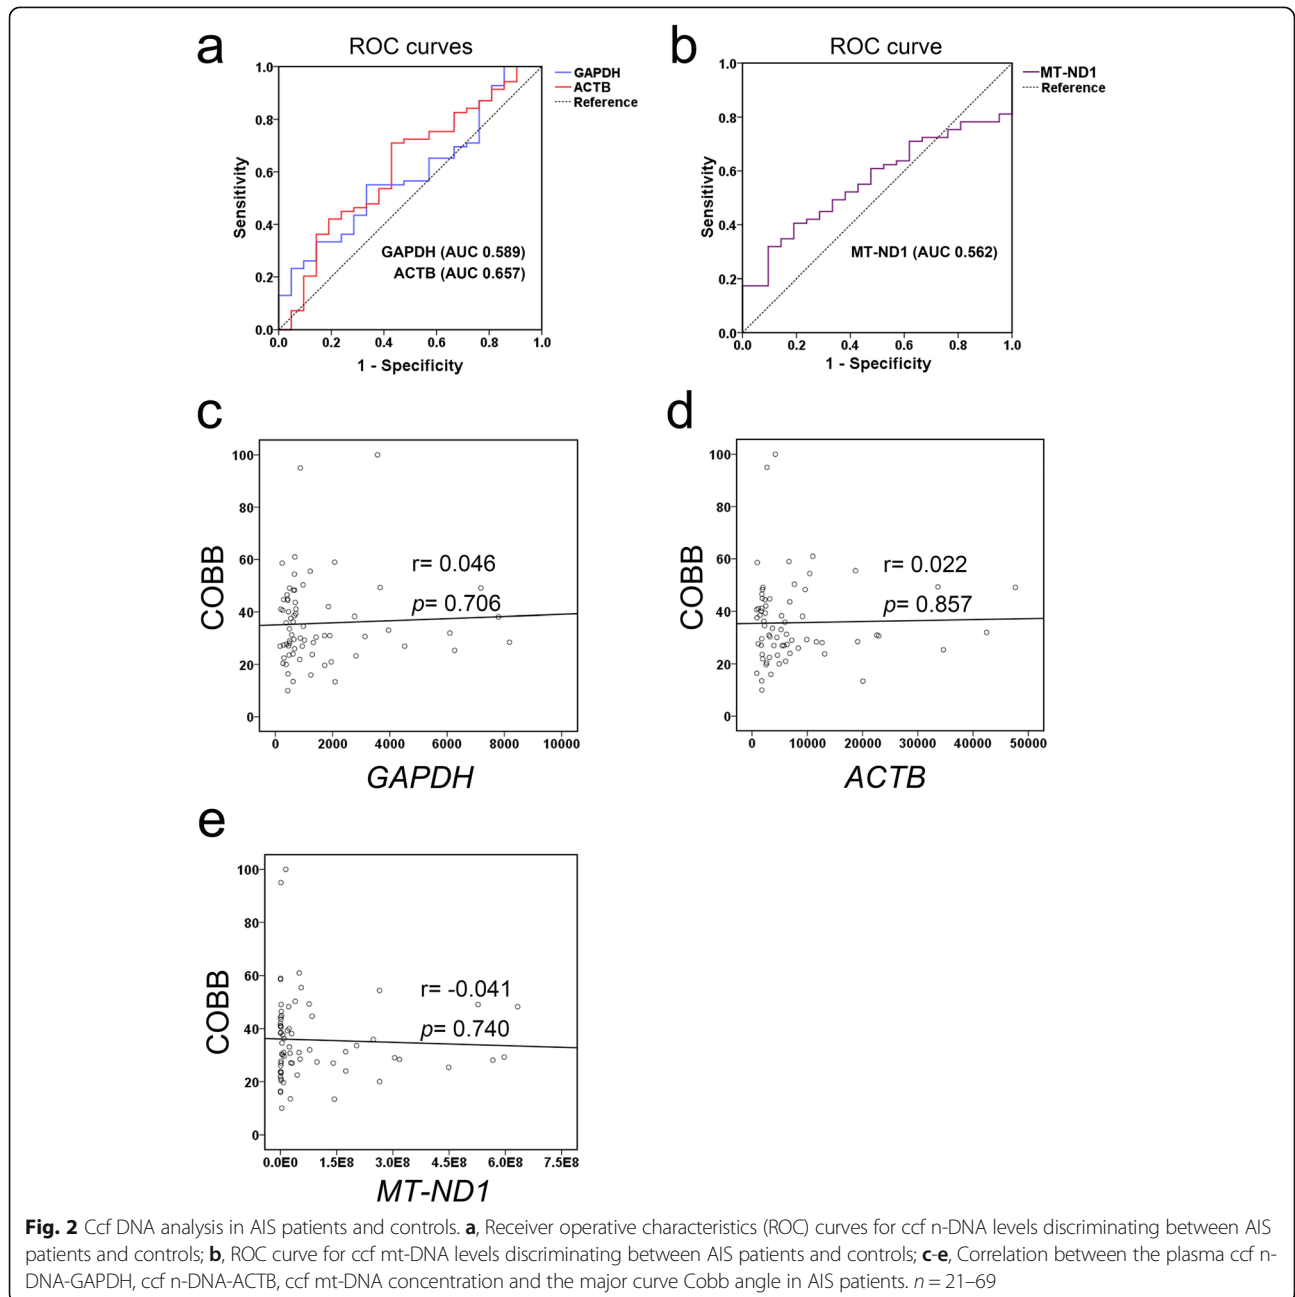 a
ROC curves
1.0
0.8
0.6
0.4
0.2
0.0
Sensitivity
0.0 0.2 0.4 0.6 0.8 1.0
1 - Specificity
GAPDH
ACTB
Reference
GAPDH (AUC 0.589)
ACTB (AUC 0.657)
b
ROC curve
1.0
0.8
0.6
0.4
0.2
0.0
Sensitivity
0.0 0.2 0.4 0.6 0.8 1.0
1 - Specificity
MT-ND1
Reference
MT-ND1 (AUC 0.562)
c
100
80
60
40
20
0
COBB
r= 0.046
p= 0.706
0 2000 4000 6000 8000 10000
GAPDH
d
100
80
60
40
20
0
COBB
r= 0.022
p= 0.857
0 10000 20000 30000 40000 50000
ACTB
e
100
80
60
40
20
0
COBB
r= -0.041
p= 0.740
0.0E0 1.5E8 3.0E8 4.5E8 6.0E8 7.5E8
MT-ND1
Fig. 2 Ccf DNA analysis in AIS patients and controls. a, Receiver operative characteristics (ROC) curves for ccf n-DNA levels discriminating between AIS
patients and controls; b, ROC curve for ccf mt-DNA levels discriminating between AIS patients and controls; c-e, Correlation between the plasma ccf n-
DNA-GAPDH, ccf n-DNA-ACTB, ccf mt-DNA concentration and the major curve Cobb angle in AIS patients. n = 21–69